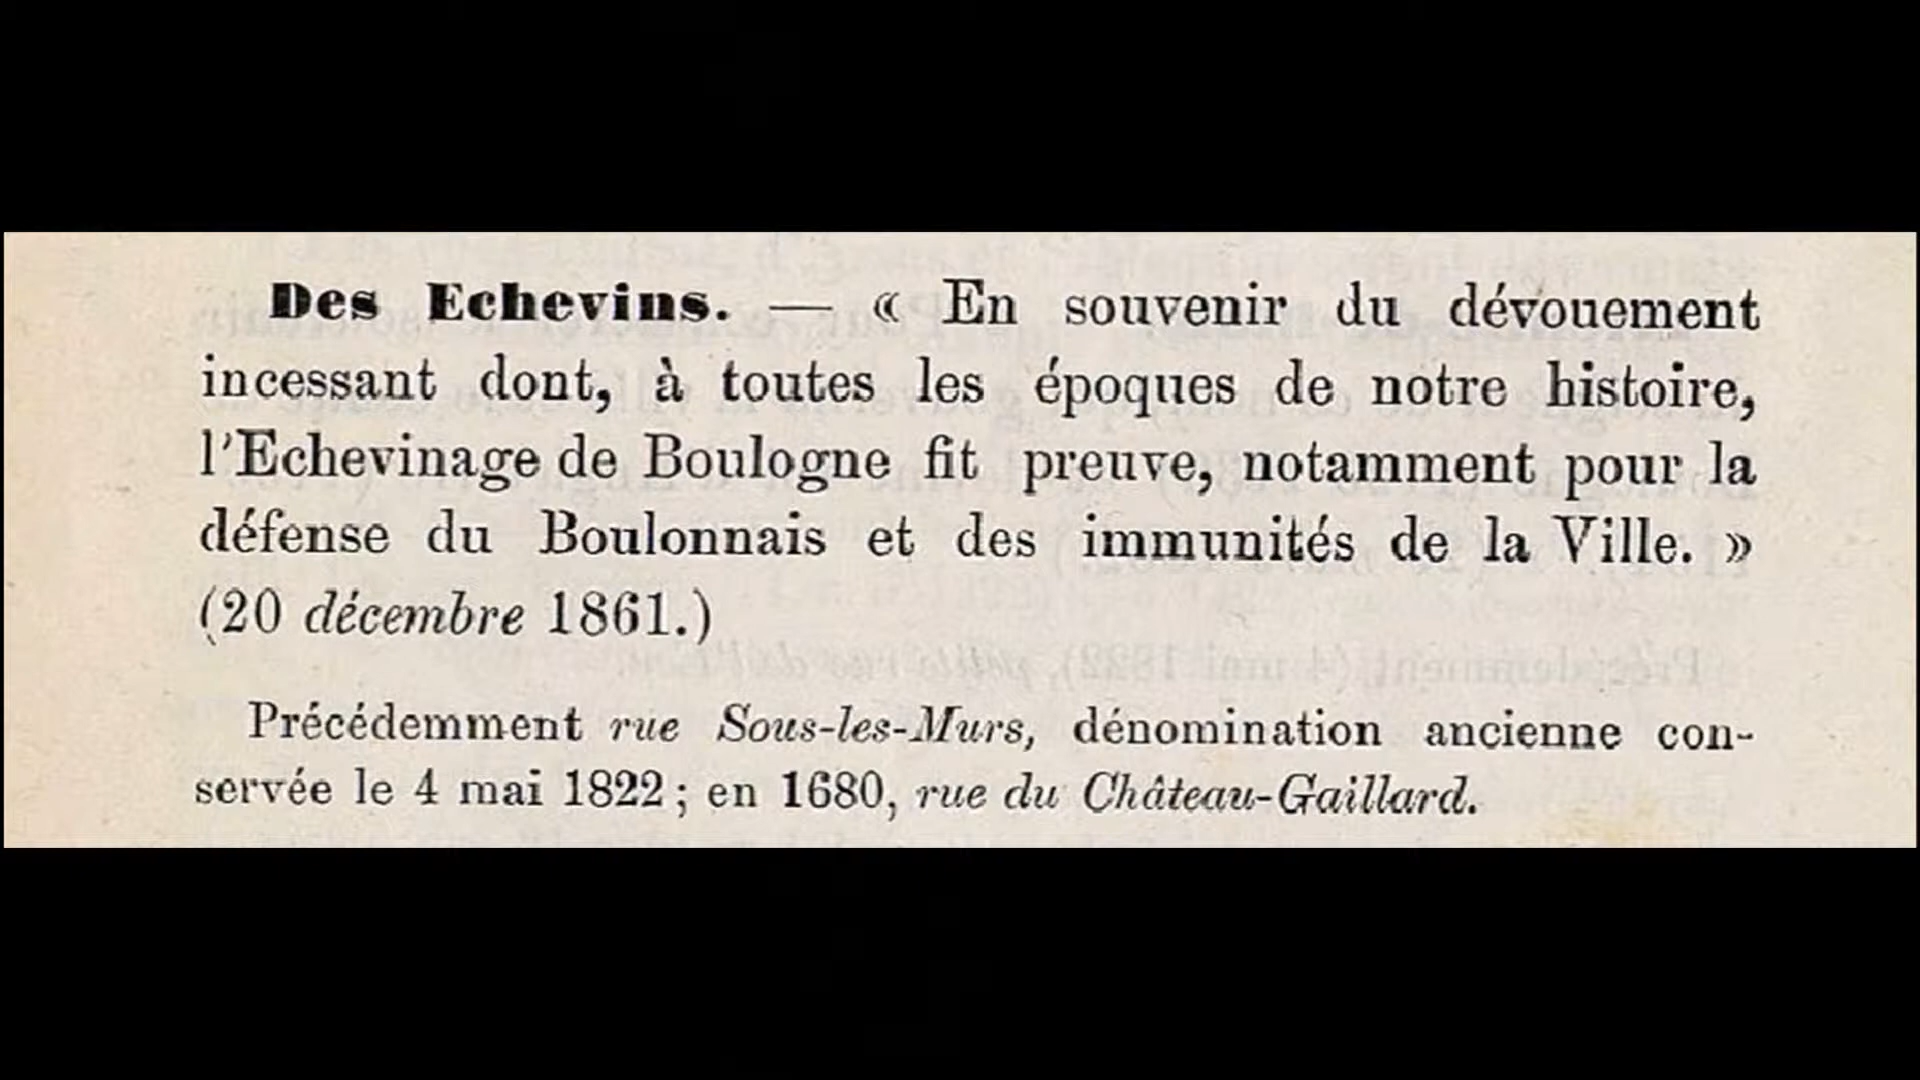 Des Echevins. — « En souvenir du dévouement
incessant dont, à toutes les époques de notre histoire,
l'Echevinage de Boulogne fit preuve, notamment pour la
défense du Boulonnais et des immunités de la Ville. »
(20 décembre 1861.)
Précédemment rue Sous-les-Murs, dénomination ancienne con-
servée le 4 mai 1822 ; en 1680, rue du Château-Gaillard.